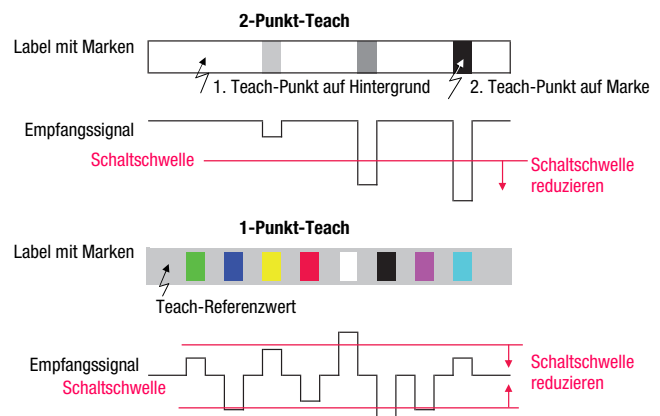 2-Punkt-Teach
Label mit Marken
1. Teach-Punkt auf Hintergrund
2. Teach-Punkt auf Marke
Empfangssignal
Schaltschwelle
Schaltschwelle
reduzieren
1-Punkt-Teach
Label mit Marken
Teach-Referenzwert
Empfangssignal
Schaltschwelle
Schaltschwelle
reduzieren